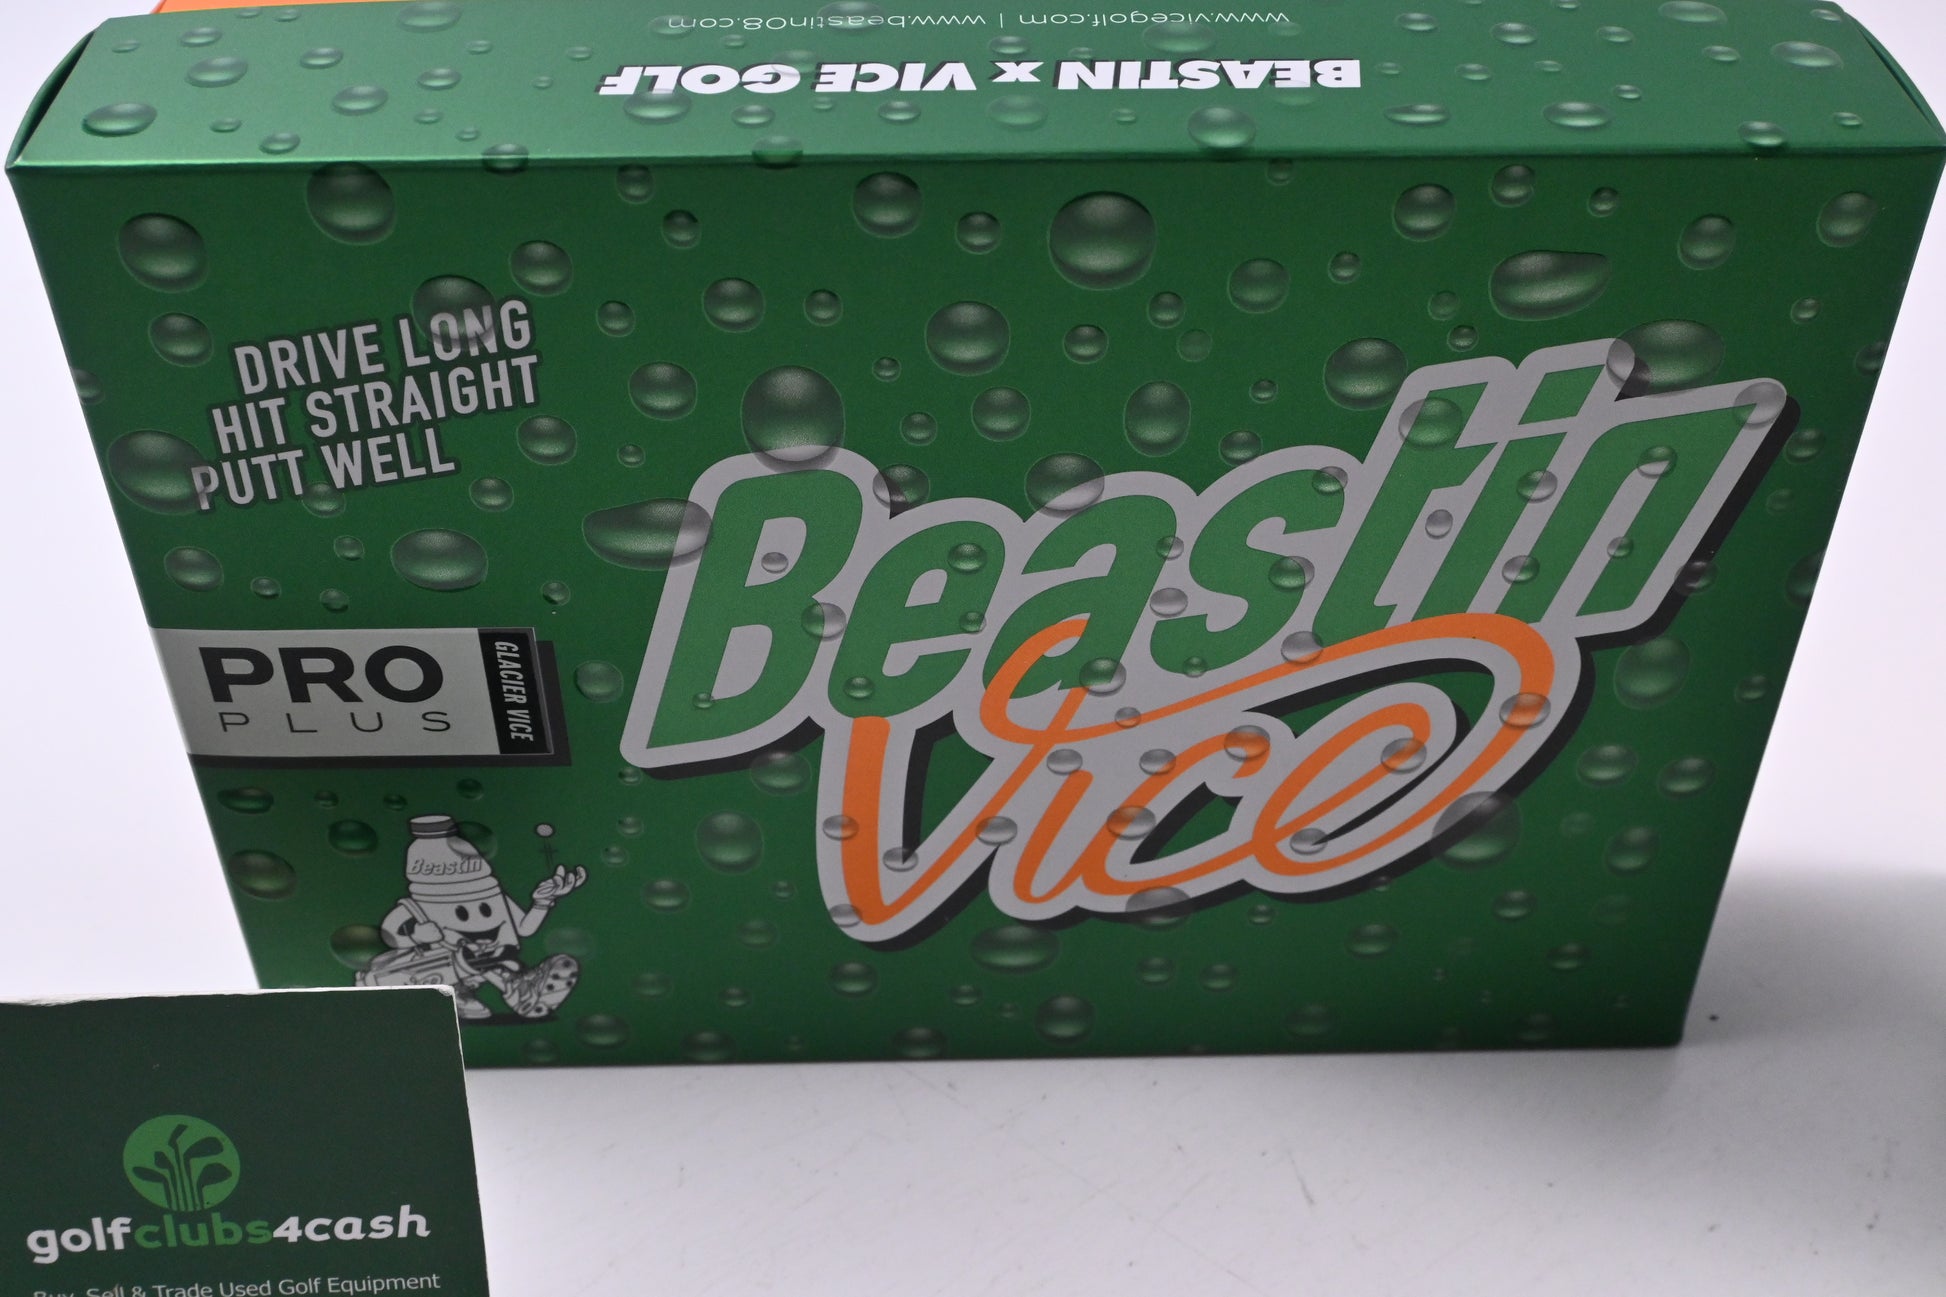 www.vicegolf.com | www.beastin08.com
BEASTIN x VICE GOLF
DRIVE LONG
HIT STRAIGHT
PUTT WELL
Beastin
Vice
PRO
PLUS
GLACIER VICE
Beastin
golfclubs4cash
Buy, Sell & Trade Used Golf Equipment